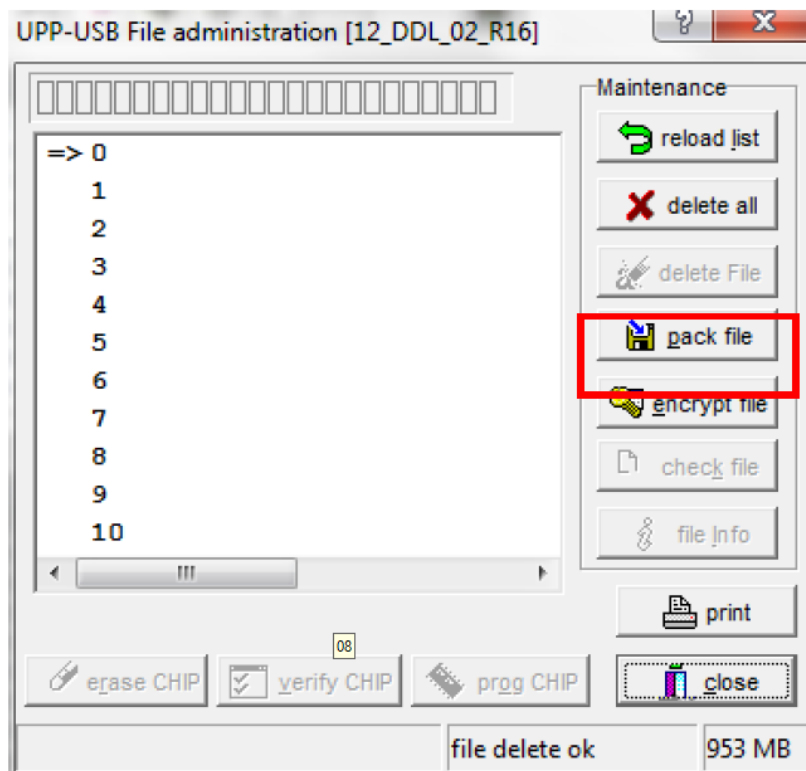 UPP-USB File administration [12_DDL_02_R16]
?
X
Maintenance
=> 0
1
2
3
4
5
6
7
8
9
10
reload list
delete all
delete File
pack file
encrypt file
check file
file Info
print
08
erase CHIP
verify CHIP
prog CHIP
close
file delete ok
953 MB